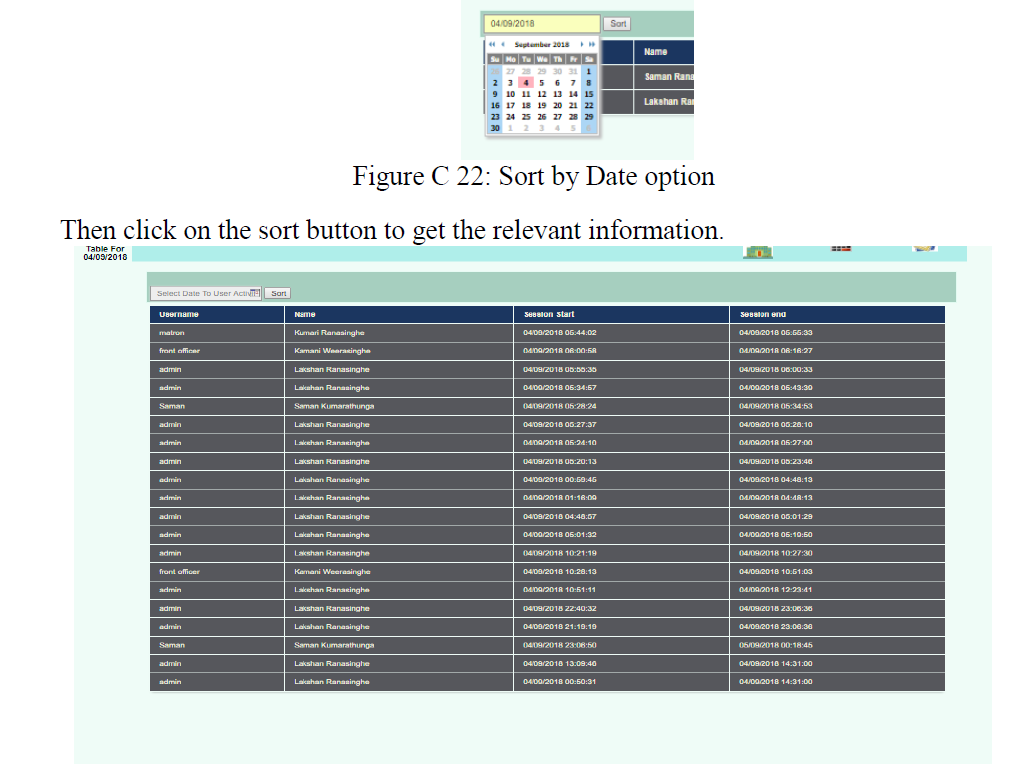 04/09/2018 Sort
September 2018 Name
Su Mo Tu We Th Fr Sa
26 27 28 29 30 31 1 Saman Rana
2 3 4 5 6 7 8
9 10 11 12 13 14 15 Lakshan Ra
16 17 18 19 20 21 22
23 24 25 26 27 28 29
30 1 2 3 4 5 6
Figure C 22: Sort by Date option
Then click on the sort button to get the relevant information.
Table For
04/09/2018
Select Date To User Activ Sort
Username Name Session Start Session end
matron Kumari Ranasinghe 04/09/2018 05:44:02 04/09/2018 05:55:33
front officer Kamani Weerasinghe 04/09/2018 06:00:58 04/09/2018 06:16:27
admin Lakshan Ranasinghe 04/09/2018 05:55:35 04/09/2018 06:00:33
admin Lakshan Ranasinghe 04/09/2018 05:34:57 04/09/2018 05:43:39
Saman Saman Kumarathunga 04/09/2018 05:28:24 04/09/2018 05:34:53
admin Lakshan Ranasinghe 04/09/2018 05:27:37 04/09/2018 05:28:10
admin Lakshan Ranasinghe 04/09/2018 05:24:10 04/09/2018 05:27:00
admin Lakshan Ranasinghe 04/09/2018 05:20:13 04/09/2018 05:23:46
admin Lakshan Ranasinghe 04/09/2018 00:59:45 04/09/2018 04:48:13
admin Lakshan Ranasinghe 04/09/2018 01:16:09 04/09/2018 04:48:13
admin Lakshan Ranasinghe 04/09/2018 04:48:57 04/09/2018 05:01:29
admin Lakshan Ranasinghe 04/09/2018 05:01:32 04/09/2018 05:19:50
admin Lakshan Ranasinghe 04/09/2018 10:21:19 04/09/2018 10:27:30
front officer Kamani Weerasinghe 04/09/2018 10:28:13 04/09/2018 10:51:03
admin Lakshan Ranasinghe 04/09/2018 10:51:11 04/09/2018 12:23:41
admin Lakshan Ranasinghe 04/09/2018 22:40:32 04/09/2018 23:06:36
admin Lakshan Ranasinghe 04/09/2018 21:19:19 04/09/2018 23:06:36
Saman Saman Kumarathunga 04/09/2018 23:06:50 05/09/2018 00:18:45
admin Lakshan Ranasinghe 04/09/2018 13:09:46 04/09/2018 14:31:00
admin Lakshan Ranasinghe 04/09/2018 00:50:31 04/09/2018 14:31:00